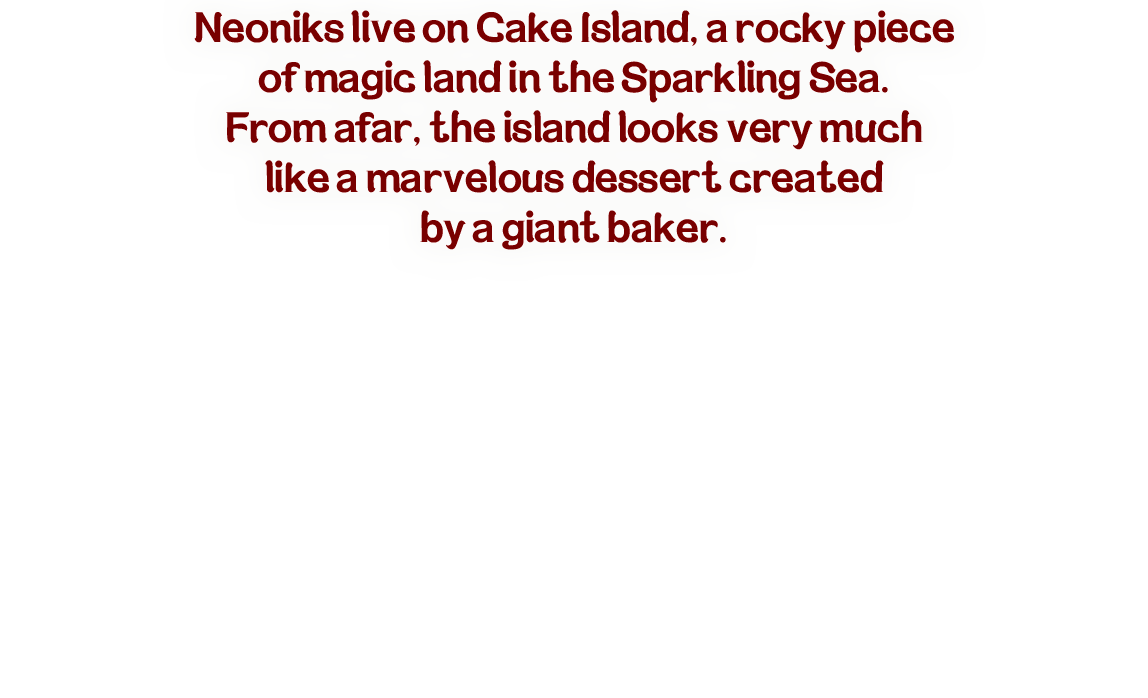 Neoniks live on Cake Island, a rocky piece
of magic land in the Sparkling Sea.
From afar, the island looks very much
like a marvelous dessert created
by a giant baker.